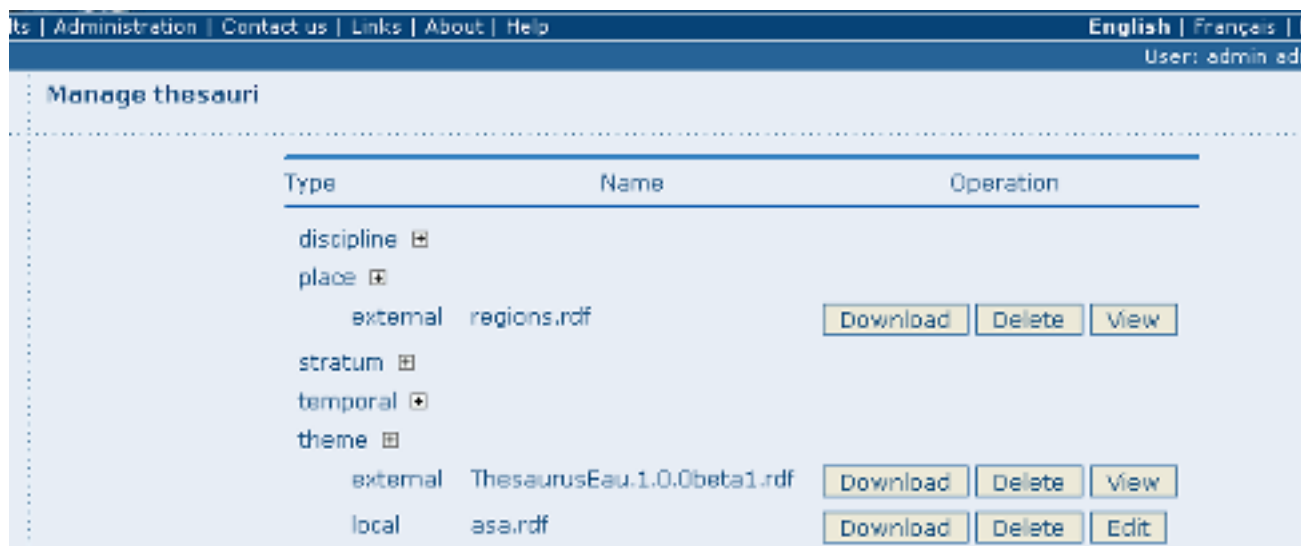 ts | Administration | Contact us | Links | About | Help English | Français |
User: admin ad
Manage thesauri
Type Name Operation
discipline
place
external regions.rdf Download Delete View
stratum
temporal
theme
external ThesaurusEau.1.0.0beta1.rdf Download Delete View
local asa.rdf Download Delete Edit